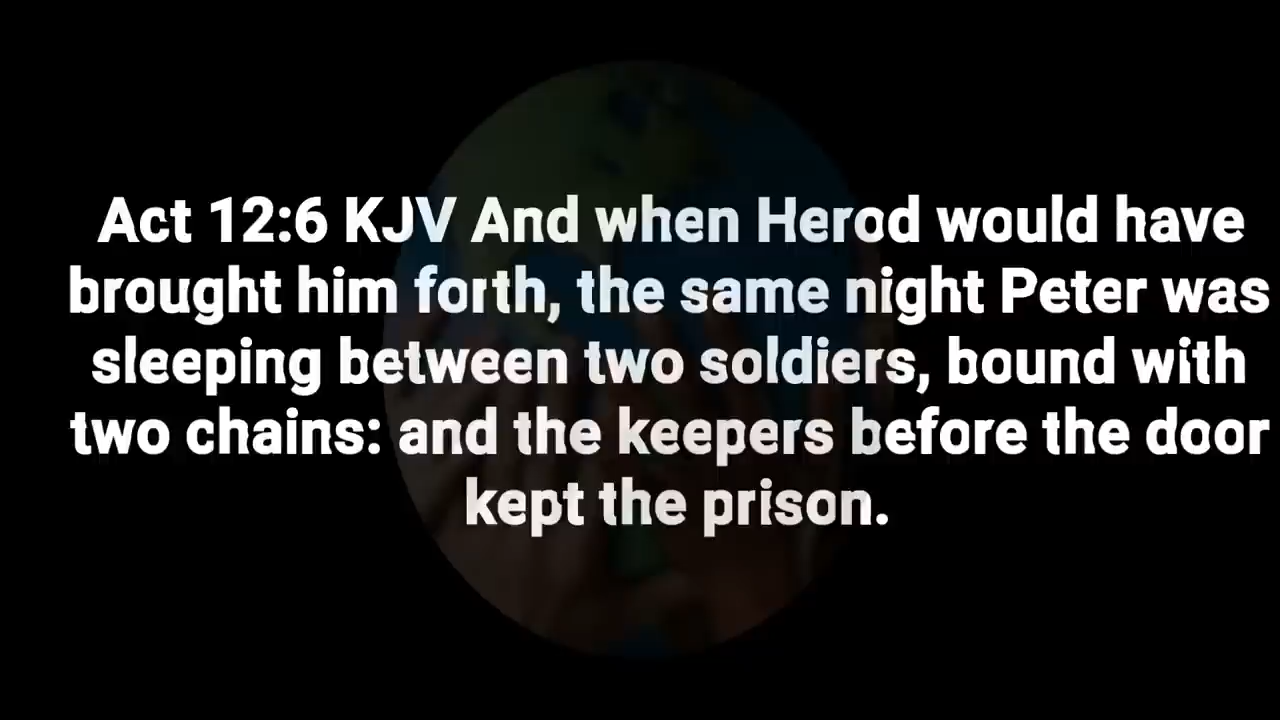 Act 12:6 KJV And when Herod would have
brought him forth, the same night Peter was
sleeping between two soldiers, bound with
two chains: and the keepers before the door
kept the prison.